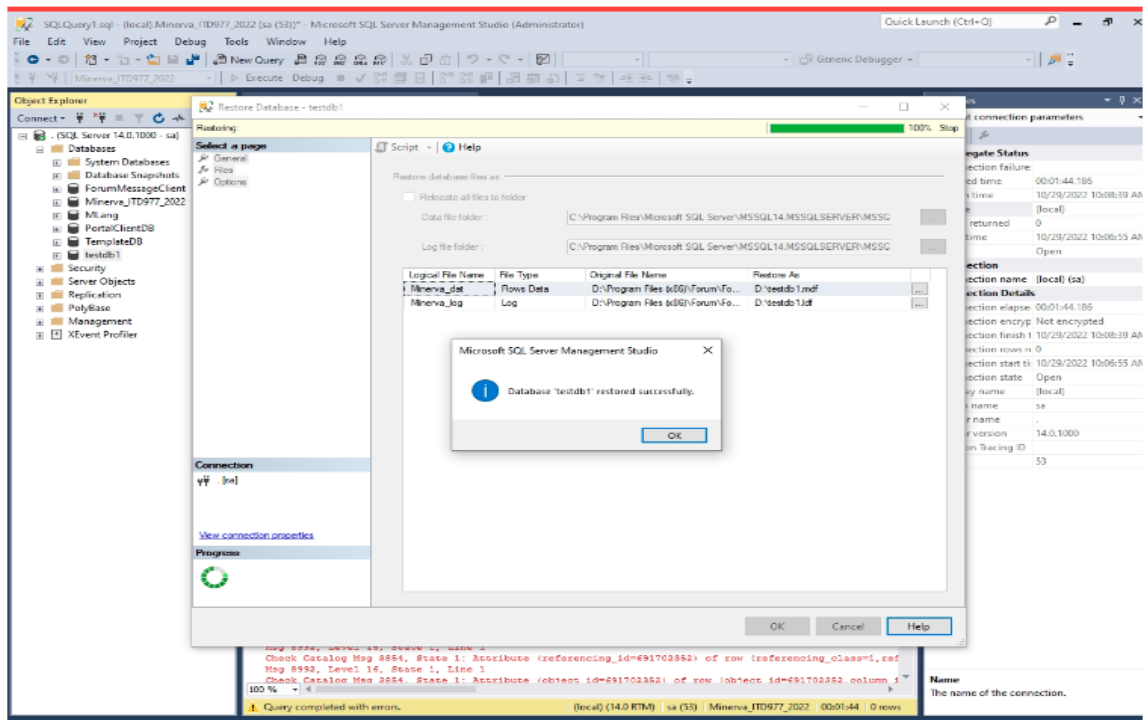 SQLQuery1.sql - (local).Minerva_ITD977_2022 (sa (53))* - Microsoft SQL Server Management Studio (Administrator)
Quick Launch (Ctrl+Q)
File Edit View Project Debug Tools Window Help
New Query
Generic Debugger
Minerva_ITD977_2022
Execute Debug
Object Explorer
Connect
. (SQL Server 14.0.1000 - sa)
Databases
System Databases
Database Snapshots
ForumMessageClient
Minerva_ITD977_2022
MLang
PortalClientDB
TemplateDB
testdb1
Security
Server Objects
Replication
PolyBase
Management
XEvent Profiler
Restore Database - testdb1
Restoring:
100% Stop
Select a page
General
Files
Options
Script
Help
Restore database files as
Relocate all files to folder
Data file folder :
C:\Program Files\Microsoft SQL Server\MSSQL14.MSSQLSERVER\MSSC
...
Log file folder :
C:\Program Files\Microsoft SQL Server\MSSQL14.MSSQLSERVER\MSSC
...
Logical File Name File Type Original File Name Restore As
Minerva_dat Rows Data D:\Program Files (x86)\Forum\Fo... D:\testdb1.mdf ...
Minerva_log Log D:\Program Files (x86)\Forum\Fo... D:\testdb1.ldf ...
Microsoft SQL Server Management Studio
Database 'testdb1' restored successfully.
OK
Connection
. [sa]
View connection properties
Progress
OK Cancel Help
t connection parameters
egate Status
ection failure
ed time 00:01:44.186
n time 10/29/2022 10:08:39 AM
e (local)
returned 0
time 10/29/2022 10:06:55 AM
Open
ection
ection name (local) (sa)
ection Details
ection elapse 00:01:44.186
ection encryp Not encrypted
ection finish t 10/29/2022 10:08:39 AM
ection rows n 0
ection start ti 10/29/2022 10:06:55 AM
ection state Open
ay name (local)
name sa
r name .
r version 14.0.1000
on Tracing ID
53
Name
The name of the connection.
Msg 8992, Level 16, State 1, Line 1
Check Catalog Msg 3854, State 1: Attribute (referencing_id=691702352) of row (referencing_class=1,ref
Msg 8992, Level 16, State 1, Line 1
Check Catalog Msg 3854, State 1: Attribute (object_id=691702352) of row (object_id=691702352,column_i
100 %
Query completed with errors.
(local) (14.0 RTM) sa (53) Minerva_ITD977_2022 00:01:44 0 rows